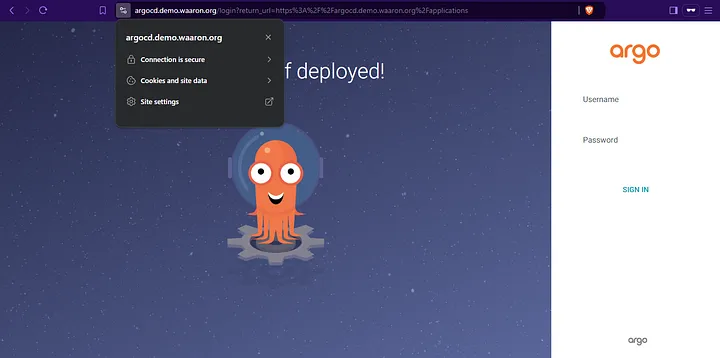 argocd.demo.waaron.org/login?return_url=https%3A%2F%2Fargocd.demo.waaron.org%2Fapplications
argocd.demo.waaron.org
Connection is secure
Cookies and site data
Site settings
f deployed!
argo
Username
Password
SIGN IN
argo